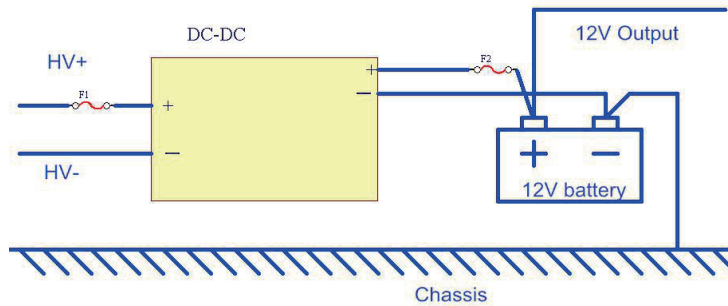 DC-DC
12V Output
HV+
F1
F2
+
−
+
−
HV-
+ −
12V battery
Chassis